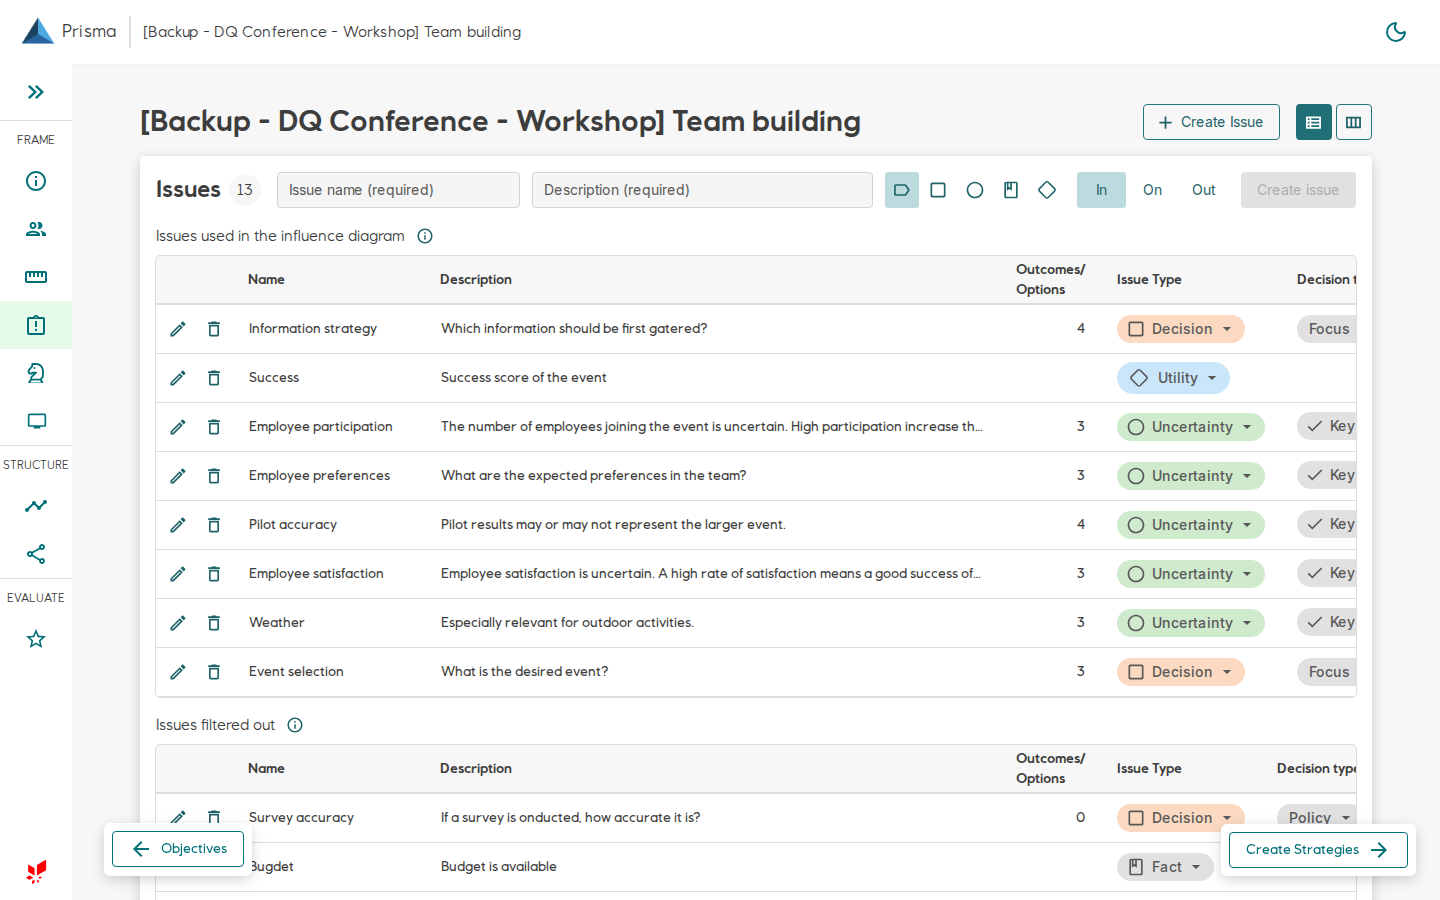 Prisma [Backup - DQ Conference - Workshop] Team building
FRAME
STRUCTURE
EVALUATE
[Backup - DQ Conference - Workshop] Team building
Create Issue
Issues 13 Issue name (required) Description (required) In On Out Create issue
Issues used in the influence diagram
Name Description Outcomes/ Options Issue Type Decision t
Information strategy Which information should be first gatered? 4 Decision Focus
Success Success score of the event Utility
Employee participation The number of employees joining the event is uncertain. High participation increase th... 3 Uncertainty Key
Employee preferences What are the expected preferences in the team? 3 Uncertainty Key
Pilot accuracy Pilot results may or may not represent the larger event. 4 Uncertainty Key
Employee satisfaction Employee satisfaction is uncertain. A high rate of satisfaction means a good success of... 3 Uncertainty Key
Weather Especially relevant for outdoor activities. 3 Uncertainty Key
Event selection What is the desired event? 3 Decision Focus
Issues filtered out
Name Description Outcomes/ Options Issue Type Decision type
Survey accuracy If a survey is onducted, how accurate it is? 0 Decision Policy
Bugdet Budget is available Fact
Objectives
Create Strategies